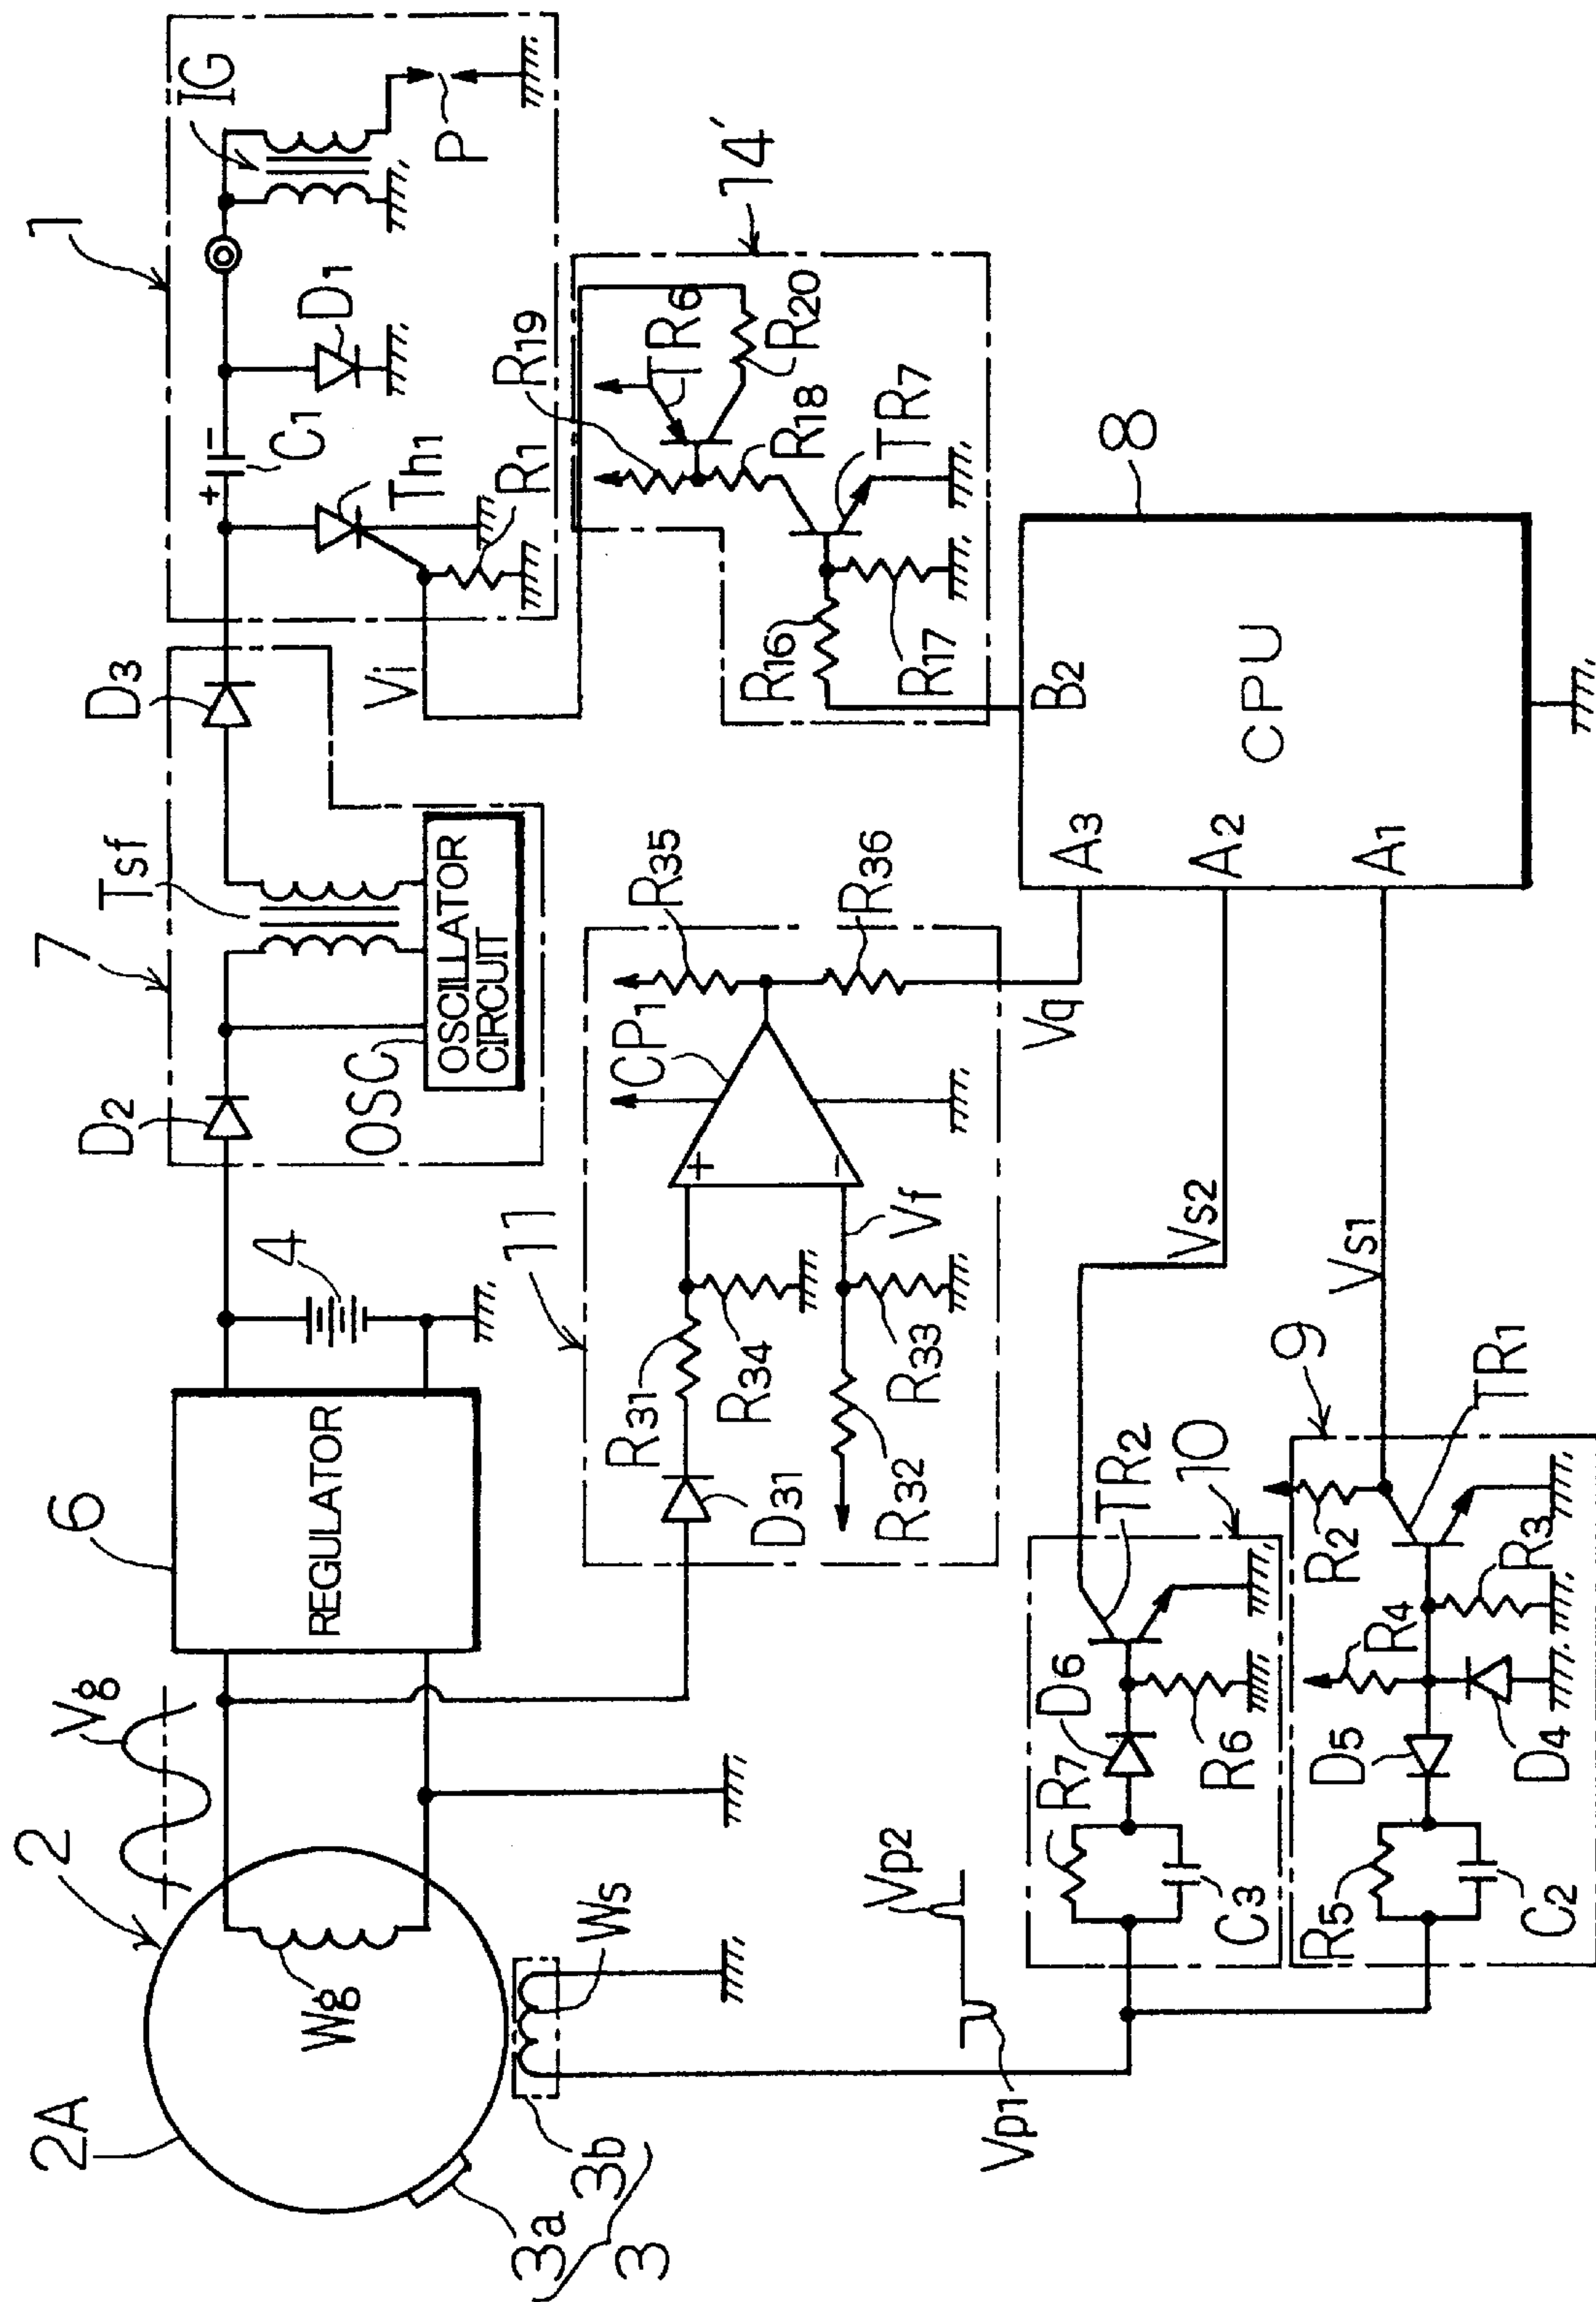 1
IG
P
D1
C1
Th1
R1
Vi
+
−
7
D2
Tsf
D3
OSC
OSCILLATOR
CIRCUIT
14'
R19
TR6
R20
R18
TR7
R16
R17
2
2A
Wg
Vg
6
REGULATOR
4
11
D31
R31
R34
R32
R33
Vf
+
−
CP1
R35
R36
Vq
8
CPU
B2
A3
A2
A1
3a
3b
3
Ws
Vp1
Vp2
10
R7
C3
D6
R6
TR2
Vs2
9
R5
C2
D5
D4
R4
R3
R2
TR1
Vs1